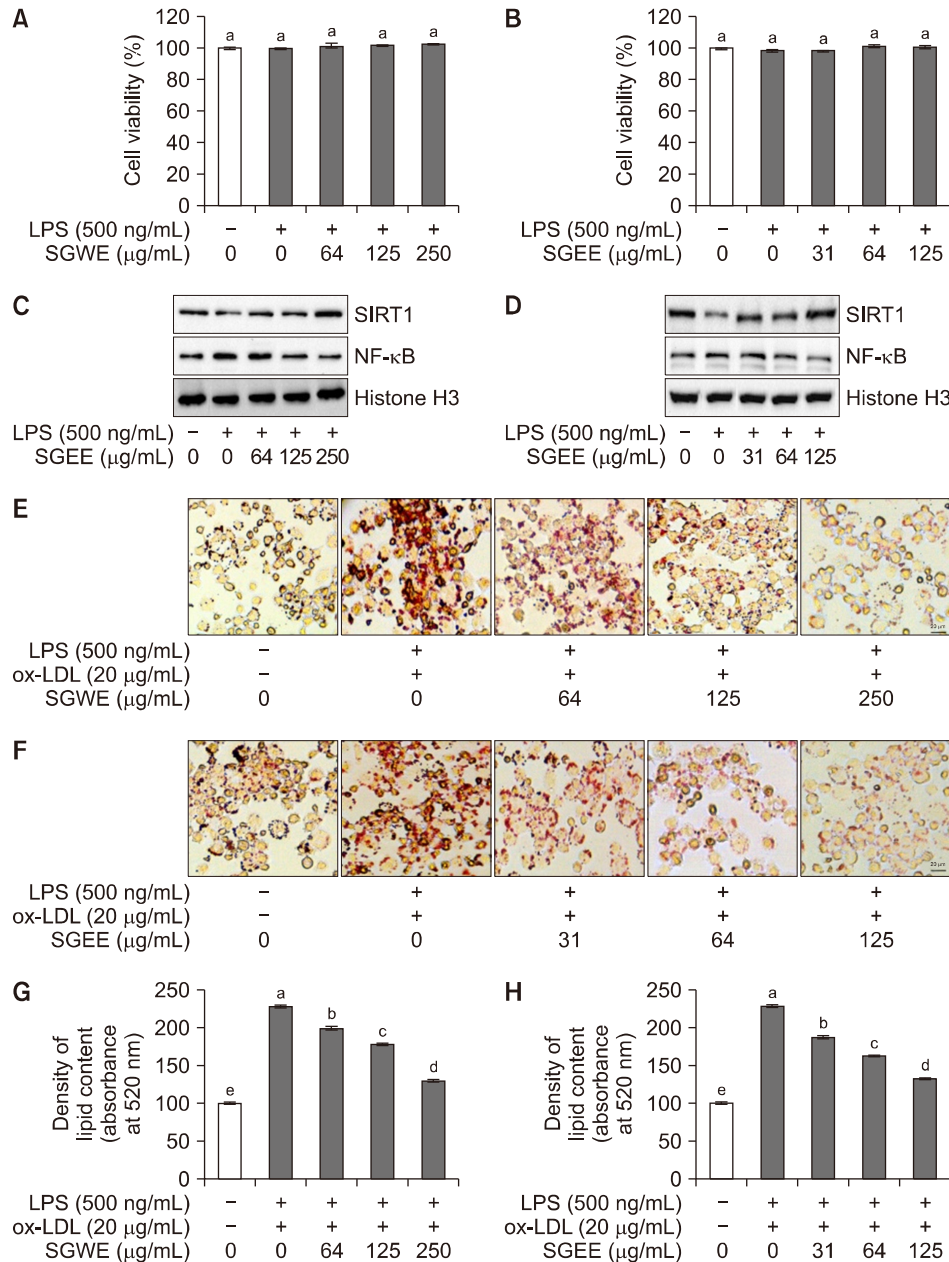 A
Cell viability (%)
120
100
80
60
40
20
0
a a a a a
LPS (500 ng/mL) − + + + +
SGWE (μg/mL) 0 0 64 125 250
B
Cell viability (%)
120
100
80
60
40
20
0
a a a a a
LPS (500 ng/mL) − + + + +
SGEE (μg/mL) 0 0 31 64 125
C
SIRT1
NF-κB
Histone H3
LPS (500 ng/mL) − + + + +
SGEE (μg/mL) 0 0 64 125 250
D
SIRT1
NF-κB
Histone H3
LPS (500 ng/mL) − + + + +
SGEE (μg/mL) 0 0 31 64 125
E
20 μm
LPS (500 ng/mL) − + + + +
ox-LDL (20 μg/mL) − + + + +
SGWE (μg/mL) 0 0 64 125 250
F
20 μm
LPS (500 ng/mL) − + + + +
ox-LDL (20 μg/mL) − + + + +
SGEE (μg/mL) 0 0 31 64 125
G
Density of
lipid content
(absorbance
at 520 nm)
250
200
150
100
50
0
e a b c d
LPS (500 ng/mL) − + + + +
ox-LDL (20 μg/mL) − + + + +
SGWE (μg/mL) 0 0 64 125 250
H
Density of
lipid content
(absorbance
at 520 nm)
250
200
150
100
50
0
e a b c d
LPS (500 ng/mL) − + + + +
ox-LDL (20 μg/mL) − + + + +
SGEE (μg/mL) 0 0 31 64 125